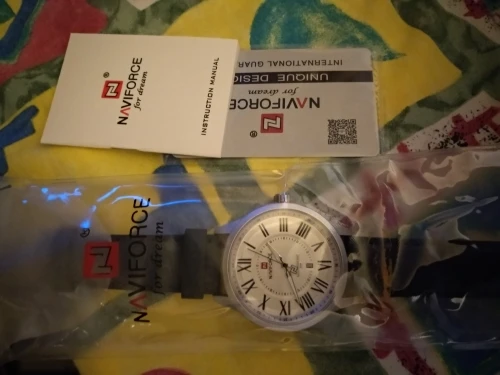 NAVIFORCE
for dream
INSTRUCTION MANUAL
INTERNATIONAL GUAR
UNIQUE DESIG
for dream
NAVIFORCE
NAVIFORCE
for dream